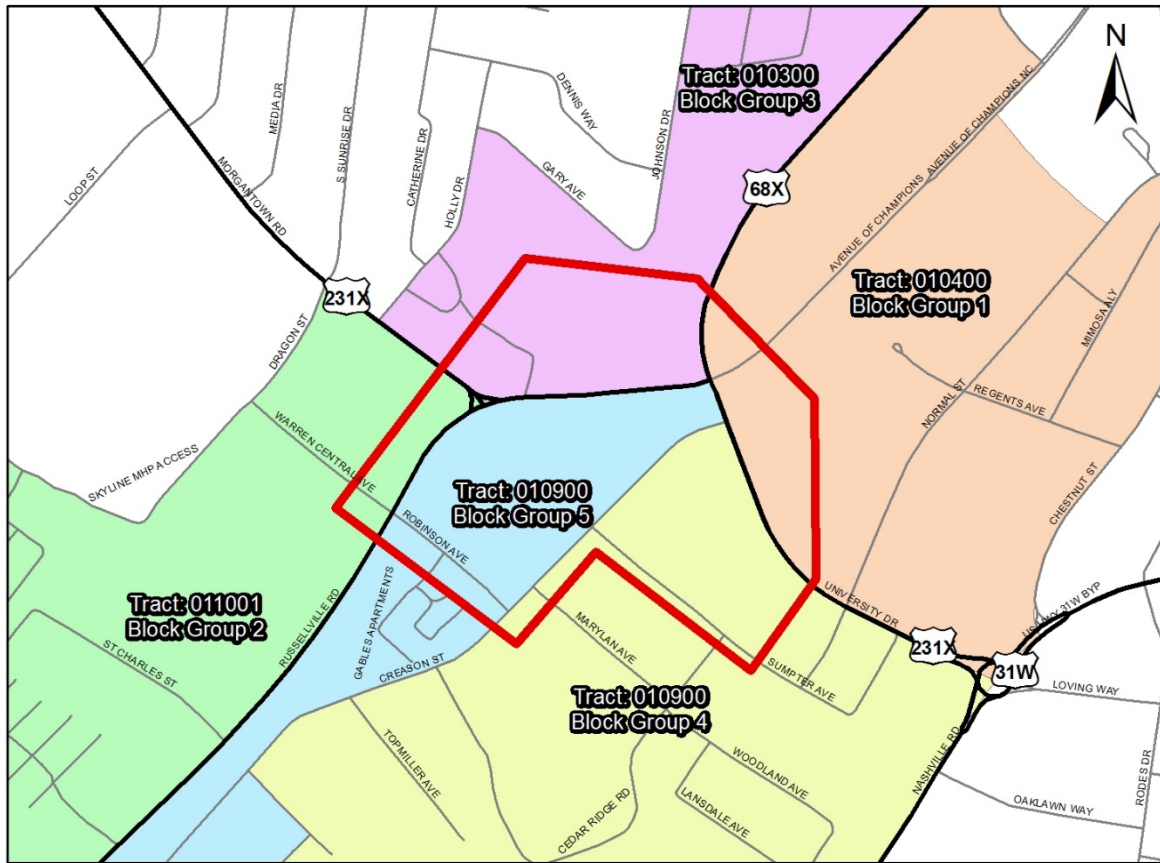 N
Tract: 010300
Block Group 3
DENNIS WAY
JOHNSON DR
MEDIA DR
S SUNRISE DR
CATHERINE DR
HOLLY DR
LOOP ST
MORGANTOWN RD
GARY AVE
68X
AVENUE OF CHAMPIONS NC
AVENUE OF CHAMPIONS
AVENUE OF CHAMPIONS
Tract: 010400
Block Group 1
MIMOSA ALY
231X
DRAGON ST
NORMAL ST
REGENTS AVE
WARREN CENTRAL AVE
SKYLINE MHP ACCESS
CHESTNUT ST
Tract: 010900
Block Group 5
ROBINSON AVE
GABLES APARTMENTS
Tract: 011001
Block Group 2
RUSSELLVILLE RD
ST CHARLES ST
CREASON ST
MARYLAN AVE
SUMPTER AVE
UNIVERSITY DR
231X
31W
LOVING WAY
Tract: 010900
Block Group 4
TOPMILLER AVE
CEDAR RIDGE RD
WOODLAND AVE
LANSDALE AVE
NASHVILLE RD
OAKLAWN WAY
RODES DR